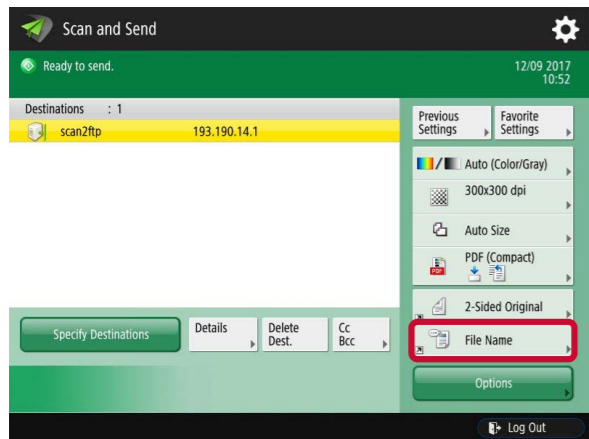 Scan and Send
Ready to send.
12/09 2017
10:52
Destinations : 1
scan2ftp 193.190.14.1
Previous
Settings
Favorite
Settings
Auto (Color/Gray)
300x300 dpi
Auto Size
PDF (Compact)
PDF
2-Sided Original
File Name
Specify Destinations
Details
Delete
Dest.
Cc
Bcc
Options
Log Out